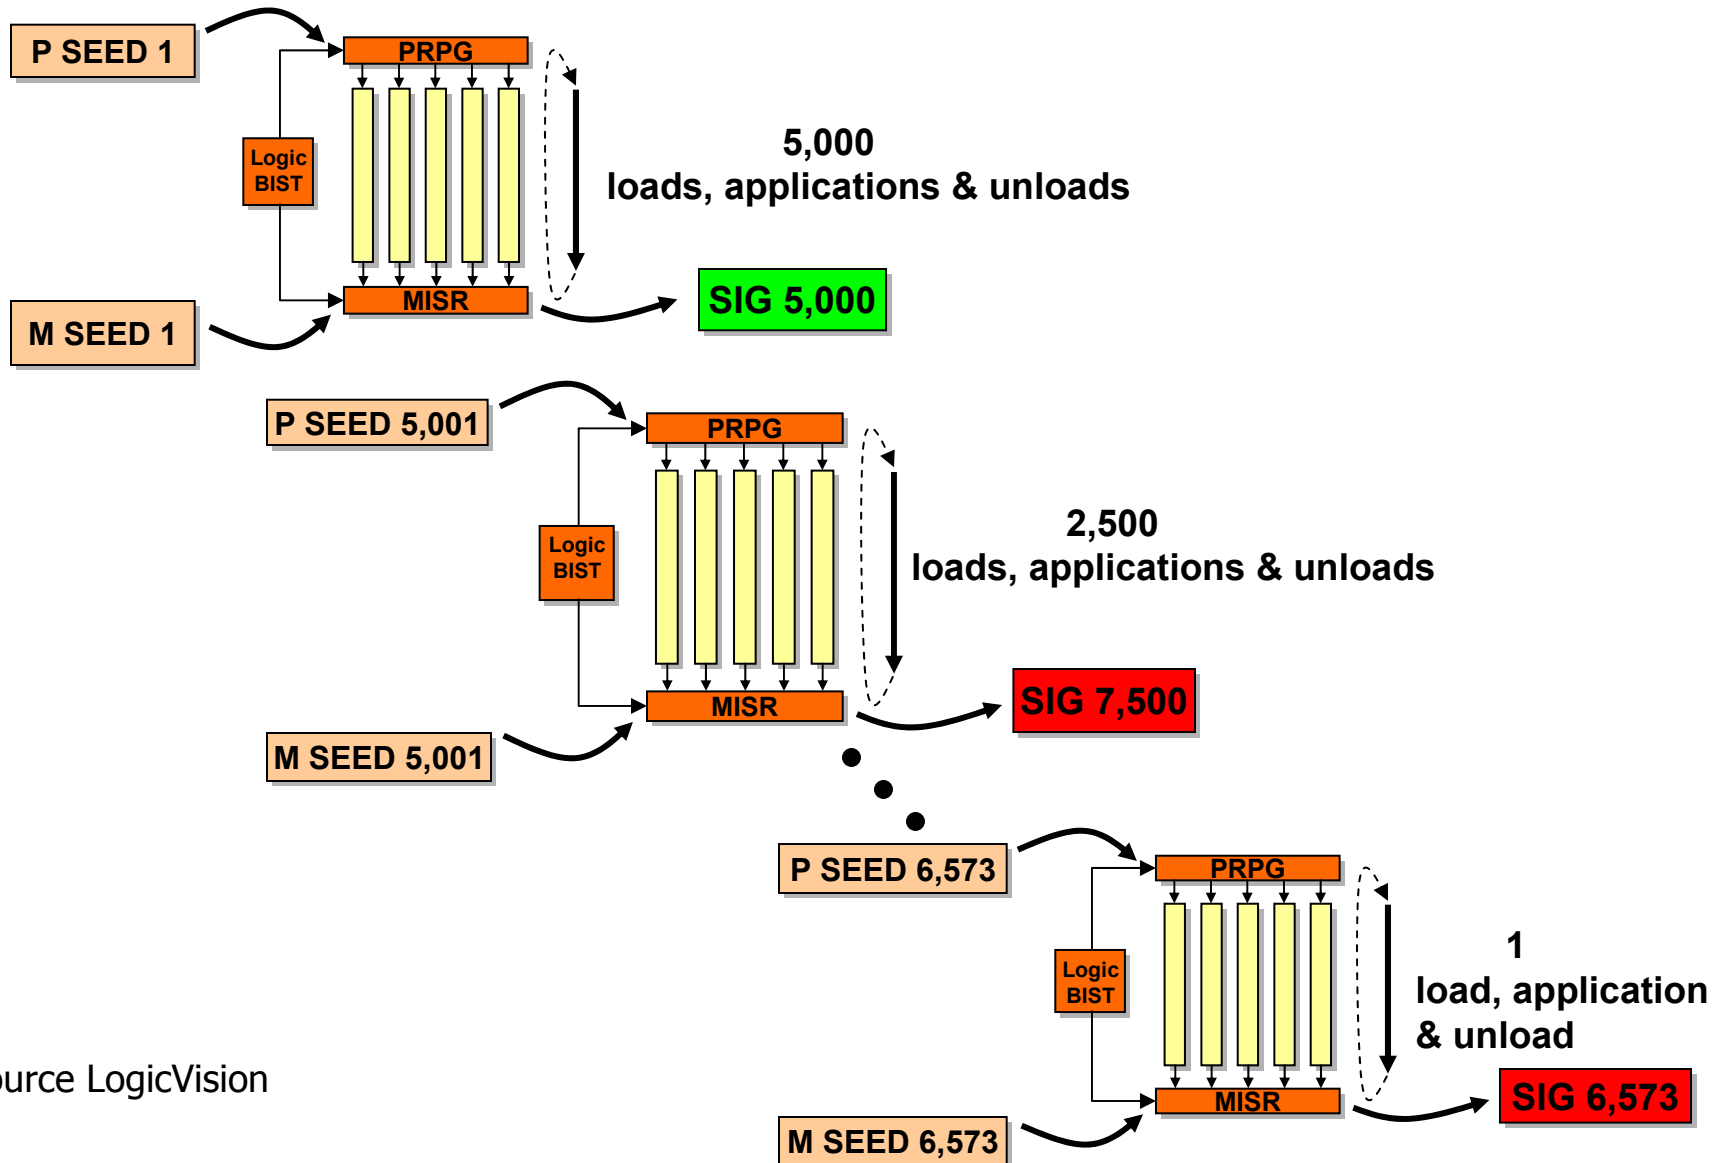 P SEED 1
PRPG
Logic
BIST
5,000
loads, applications & unloads
M SEED 1
MISR
SIG 5,000
P SEED 5,001
PRPG
Logic
BIST
2,500
loads, applications & unloads
M SEED 5,001
MISR
SIG 7,500
P SEED 6,573
PRPG
Logic
BIST
1
load, application
& unload
M SEED 6,573
MISR
SIG 6,573
ource LogicVision